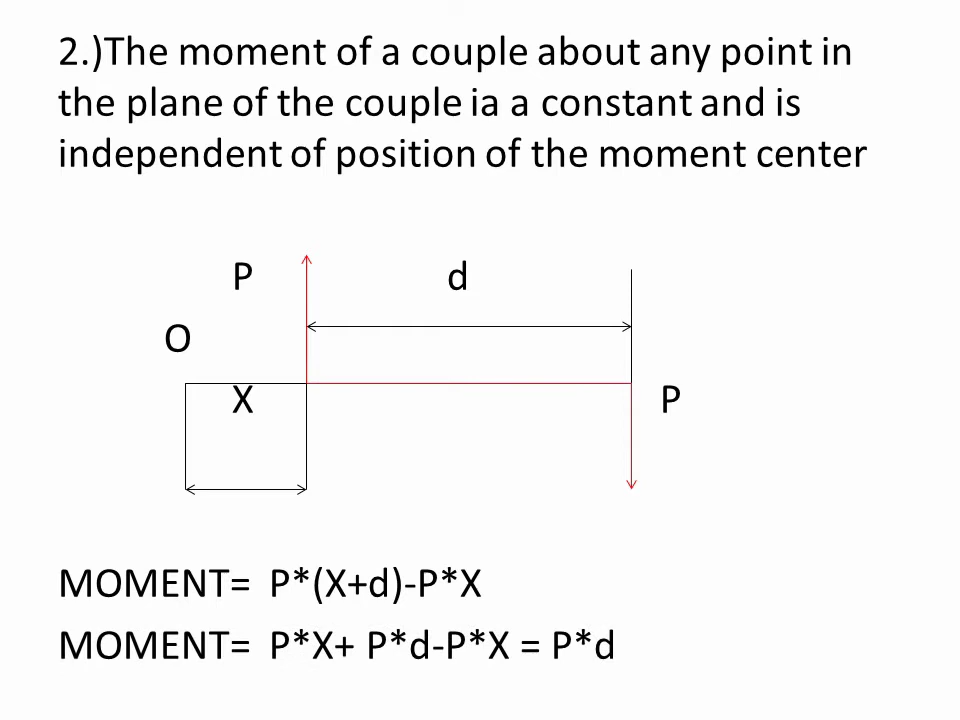 2.)The moment of a couple about any point in
the plane of the couple ia a constant and is
independent of position of the moment center
P d
O
X P
MOMENT= P*(X+d)-P*X
MOMENT= P*X+ P*d-P*X = P*d